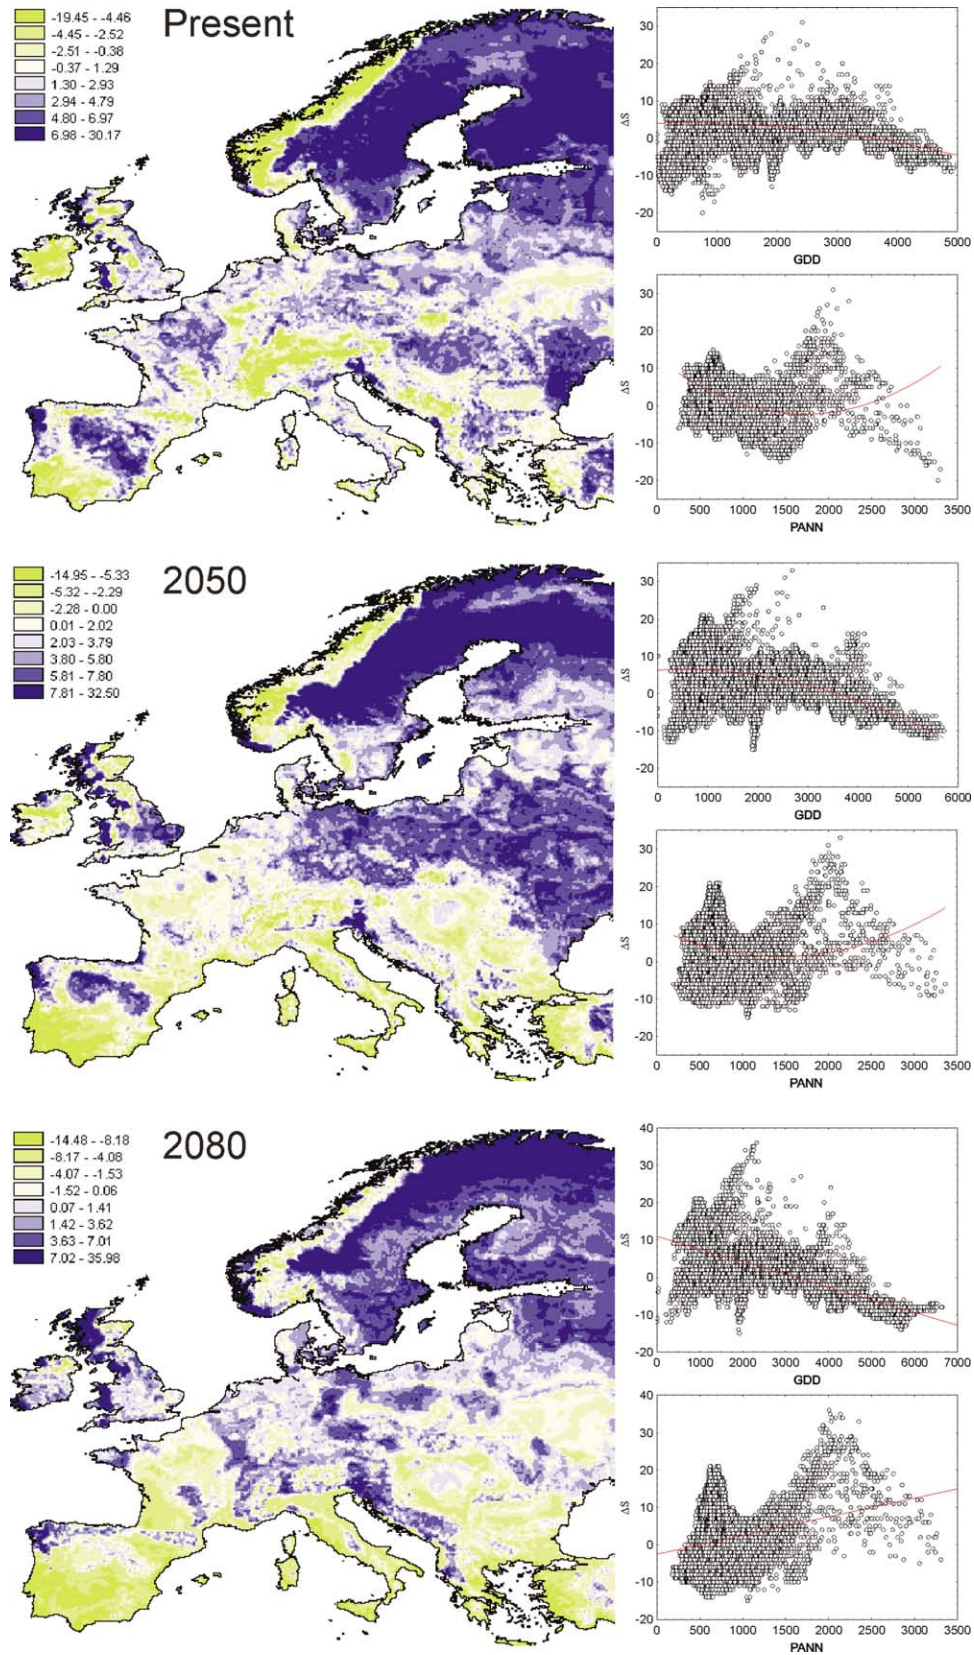 Present
-19.45 - -4.46
-4.45 - -2.52
-2.51 - -0.38
-0.37 - 1.29
1.30 - 2.93
2.94 - 4.79
4.80 - 6.97
6.98 - 30.17
ΔS
30
20
10
0
-10
-20
0 1000 2000 3000 4000 5000
GDD
ΔS
30
20
10
0
-10
-20
0 500 1000 1500 2000 2500 3000 3500
PANN
2050
-14.95 - -5.33
-5.32 - -2.29
-2.28 - 0.00
0.01 - 2.02
2.03 - 3.79
3.80 - 5.80
5.81 - 7.80
7.81 - 32.50
ΔS
30
20
10
0
-10
-20
0 1000 2000 3000 4000 5000 6000
GDD
ΔS
30
20
10
0
-10
-20
0 500 1000 1500 2000 2500 3000 3500
PANN
2080
-14.48 - -8.18
-8.17 - -4.08
-4.07 - -1.53
-1.52 - 0.06
0.07 - 1.41
1.42 - 3.62
3.63 - 7.01
7.02 - 35.98
ΔS
40
30
20
10
0
-10
-20
0 1000 2000 3000 4000 5000 6000 7000
GDD
ΔS
40
30
20
10
0
-10
-20
0 500 1000 1500 2000 2500 3000 3500
PANN